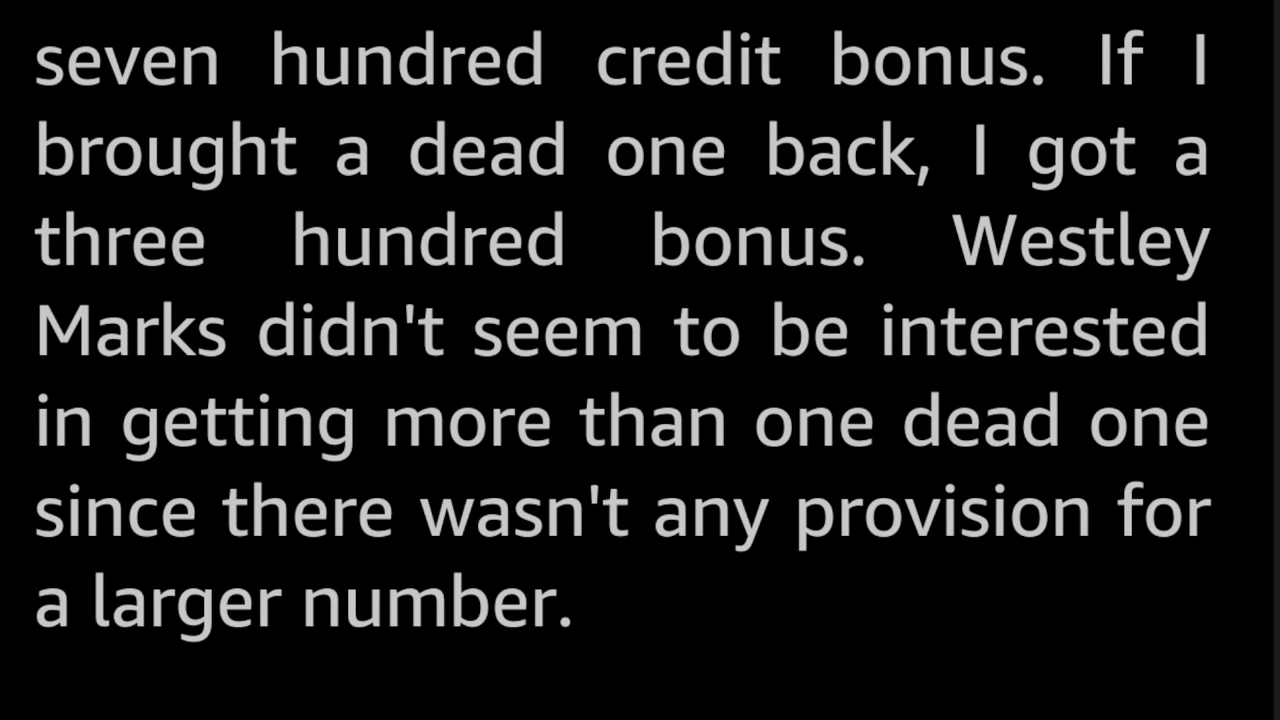 seven hundred credit bonus. If I
brought a dead one back, I got a
three hundred bonus. Westley
Marks didn't seem to be interested
in getting more than one dead one
since there wasn't any provision for
a larger number.